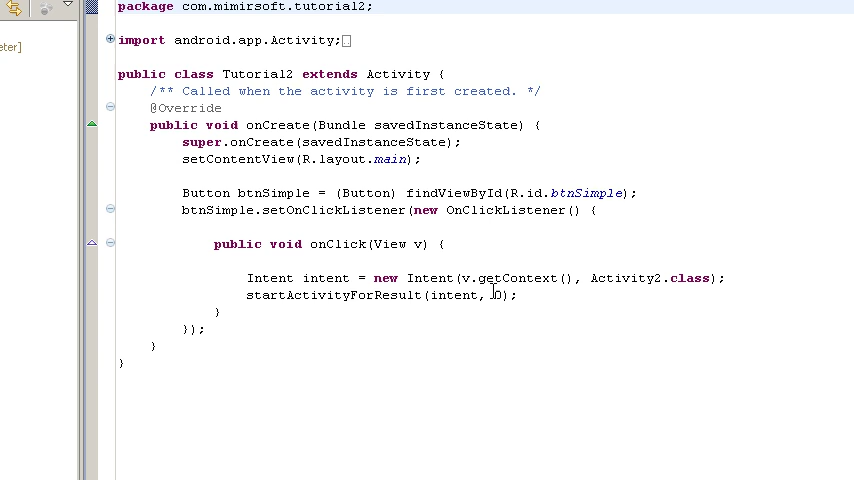 package com.mimirsoft.tutorial2;
eter]
import android.app.Activity;
public class Tutorial2 extends Activity {
/** Called when the activity is first created. */
@Override
public void onCreate(Bundle savedInstanceState) {
super.onCreate(savedInstanceState);
setContentView(R.layout.main);
Button btnSimple = (Button) findViewById(R.id.btnSimple);
btnSimple.setOnClickListener(new OnClickListener() {
public void onClick(View v) {
Intent intent = new Intent(v.getContext(), Activity2.class);
startActivityForResult(intent, 0);
}
});
}
}